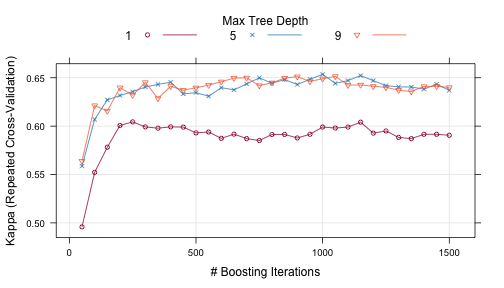 Max Tree Depth
1 5 9
Kappa (Repeated Cross-Validation)
0.65
0.60
0.55
0.50
0 500 1000 1500
# Boosting Iterations